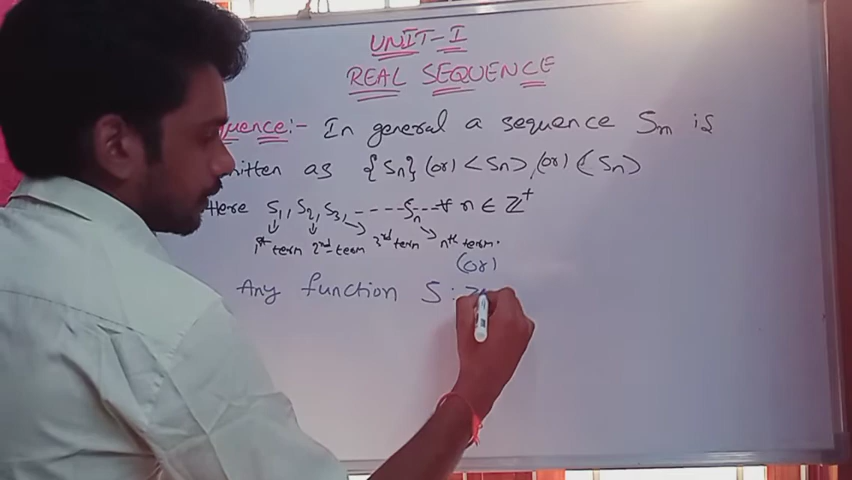 UNIT-I
REAL SEQUENCE
quence:- In general a sequence Sn is
written as {Sn} (or) <Sn>, (or) (Sn)
Here S1, S2, S3, ----Sn--∀ n ∈ Z+
1st term 2nd term 3rd term nth term.
(or)
Any function S: Z